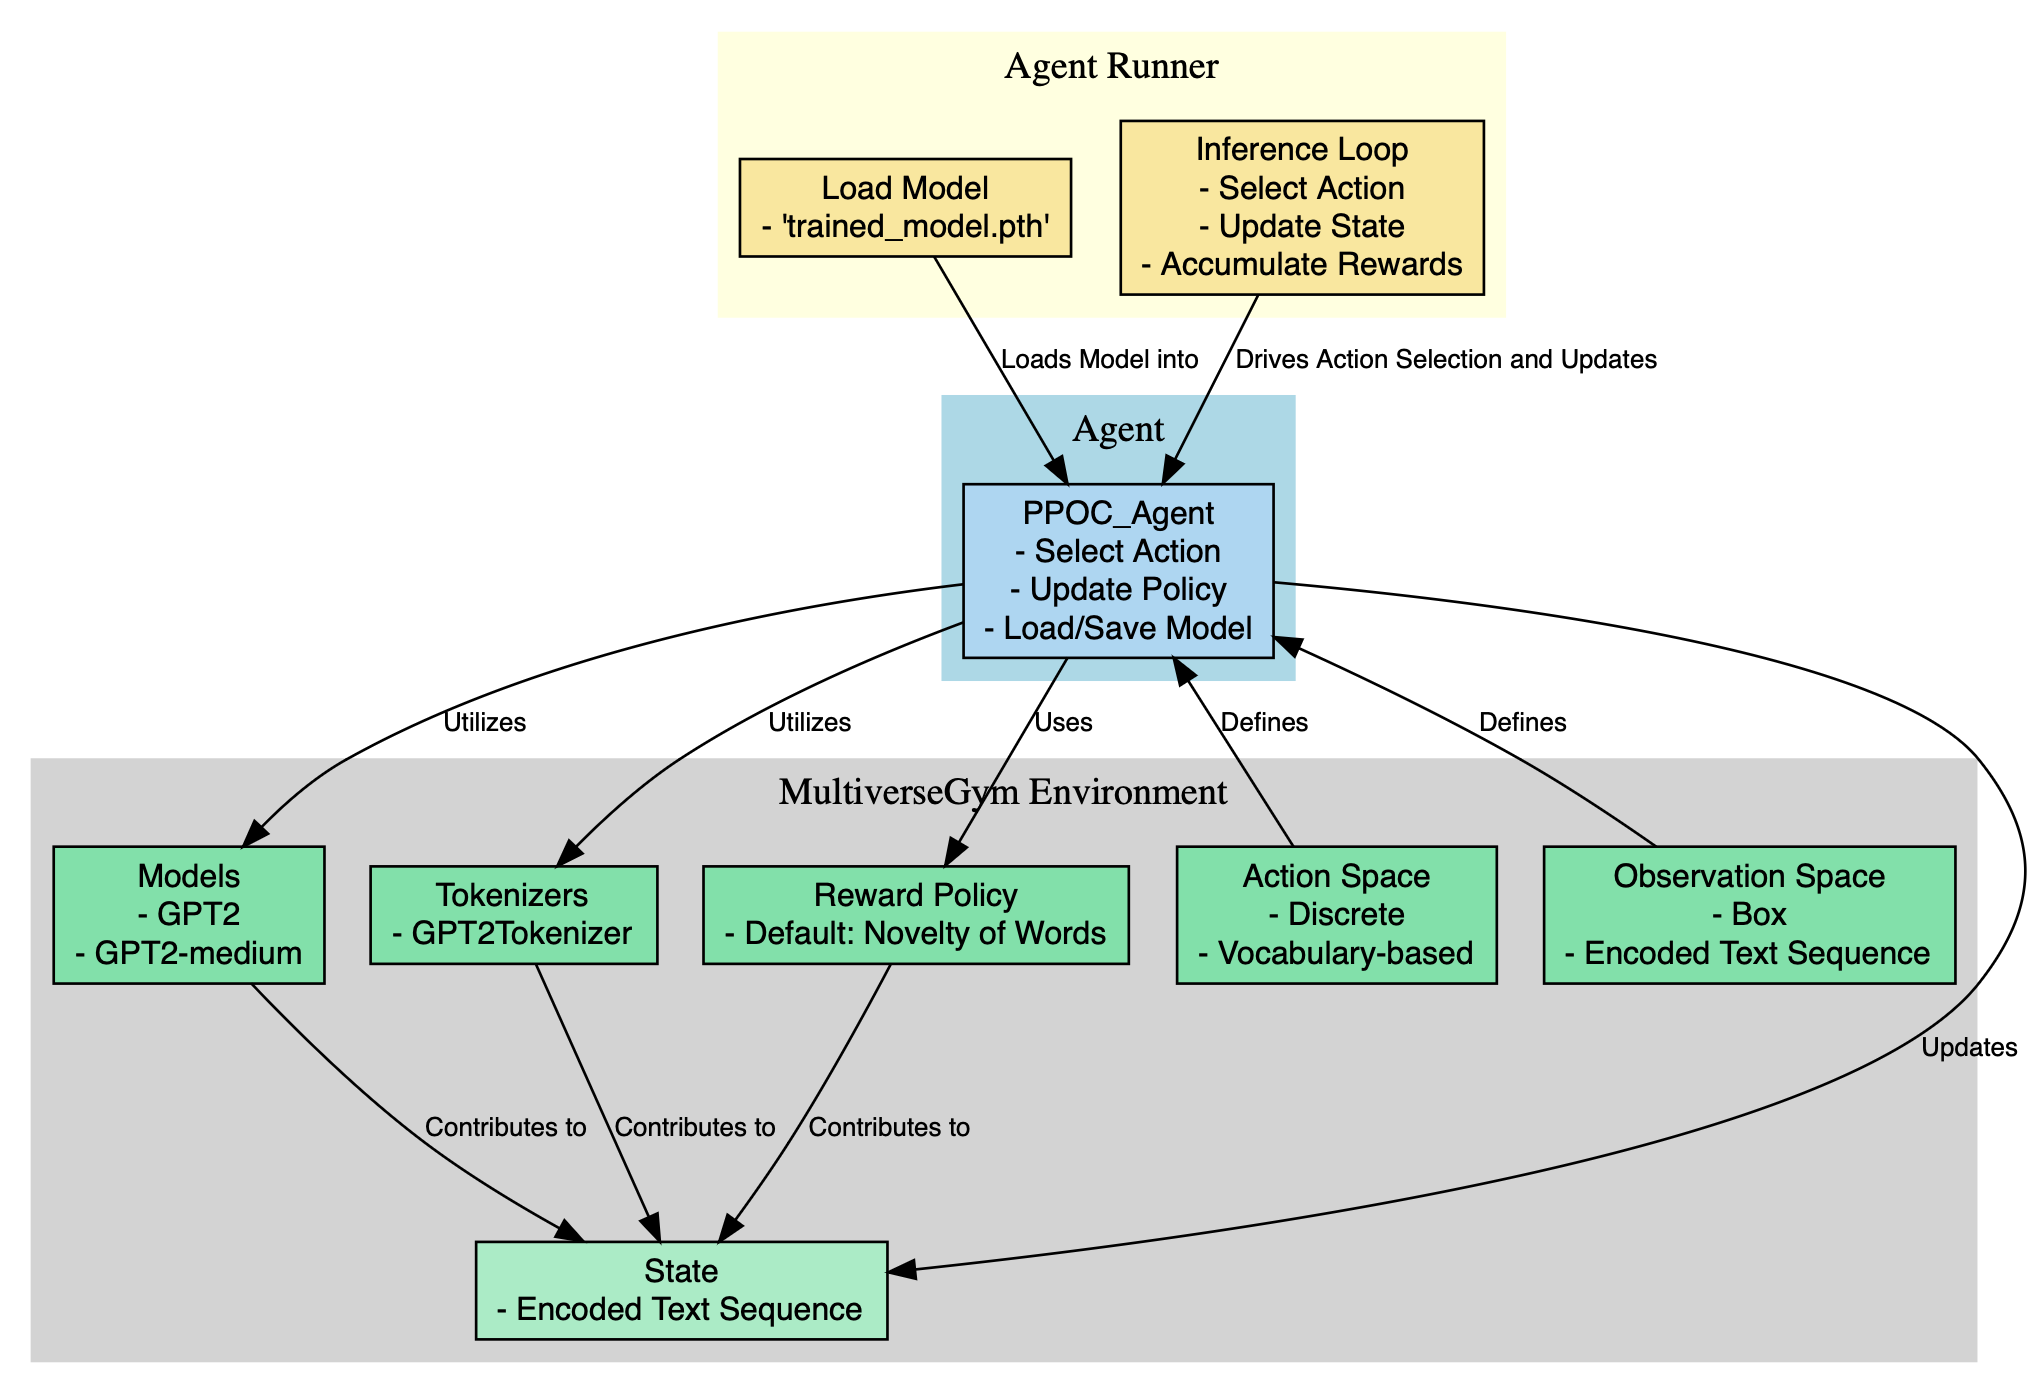 Agent Runner
Load Model
- 'trained_model.pth'
Inference Loop
- Select Action
- Update State
- Accumulate Rewards
Loads Model into
Drives Action Selection and Updates
Agent
PPOC_Agent
- Select Action
- Update Policy
- Load/Save Model
Utilizes
Utilizes
Uses
Defines
Defines
MultiverseGym Environment
Models
- GPT2
- GPT2-medium
Tokenizers
- GPT2Tokenizer
Reward Policy
- Default: Novelty of Words
Action Space
- Discrete
- Vocabulary-based
Observation Space
- Box
- Encoded Text Sequence
Updates
Contributes to
Contributes to
Contributes to
State
- Encoded Text Sequence